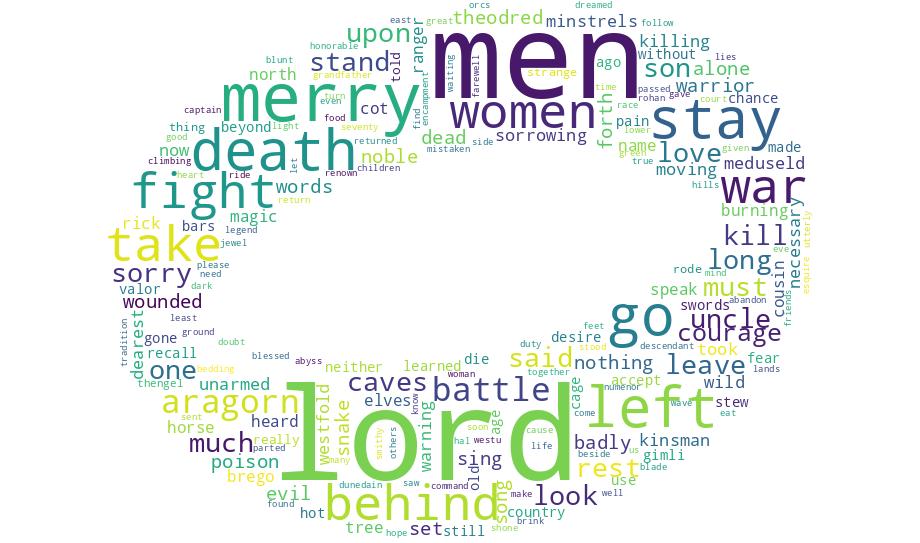 orcs dreamed
east great theodred minstrels follow
upon ranger men killing
honorable without lies
blunt stand told waiting farewell strange ago son alone
north grandfather time warrior
merry turn even cot encampment find women forth passed gave rohan court chance stay
captain food race pain
thing beyond light seventy dead side sorrowing lower name green true given made
good death returned mistaken love
now let noble moving meduseld
climbing ride renown children
heart fight words hills war
return magic burning
rick bars legend kill necessary utterly
take jewel long eve
sorry please need rode mind cousin esquire
dark speak must friends
valor wounded go swords abandon
least uncle
tradition dearest gone ground feet descendant courage
doubt duty desire
recall blessed abyss together stood took fear
one bedding neither learned die said nothing leave lands
thengel unarmed woman accept wild
caves battle cage numenor
aragorn sent westfold snake elves know lord age come left wave eat stew
horse heard smithy others warning soon cause us
much really many hal westu life badly kinsman
parted sing beside gimli
poison brego saw old rest blade
evil dunedain command song make look well use
found behind country
hot tree hope set still shone brink